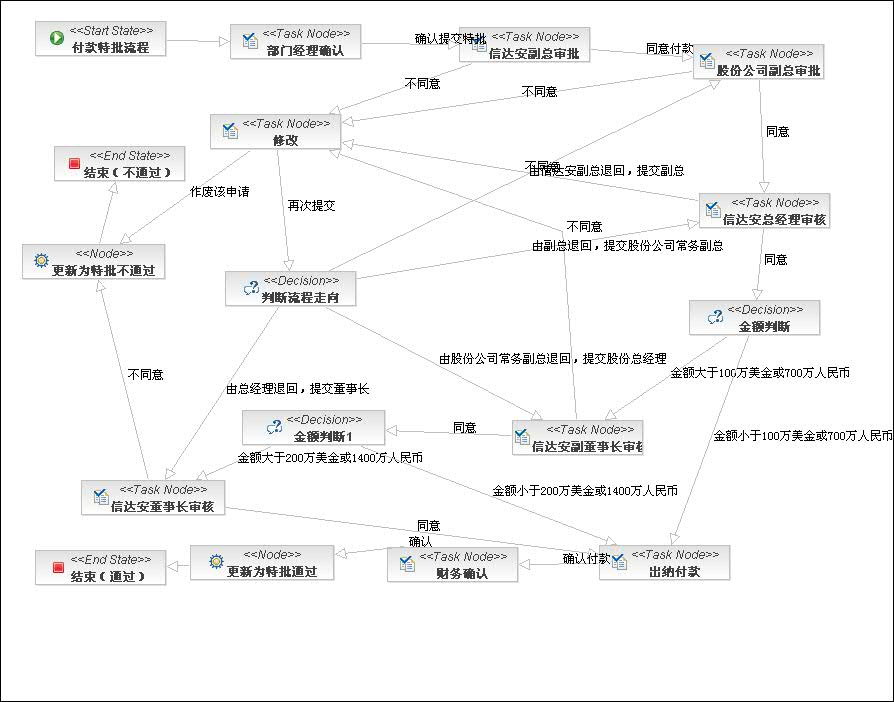 <<Start State>>
付款特批流程
<<Task Node>>
部门经理确认
确认提交特批
<<Task Node>>
信达安副总审批
同意付款
<<Task Node>>
股份公司副总审批
不同意
不同意
<<Task Node>>
修改
同意
<<End State>>
结束（不通过）
不同意
由信达安副总退回，提交副总
作废该申请
再次提交
<<Task Node>>
信达安总经理审核
不同意
由副总退回，提交股份公司常务副总
<<Node>>
更新为特批不通过
同意
<<Decision>>
判断流程走向
<<Decision>>
金额判断
由股份公司常务副总退回，提交股份总经理
不同意
金额大于100万美金或700万人民币
由总经理退回，提交董事长
<<Decision>>
金额判断1
同意
<<Task Node>>
信达安副董事长审核
金额小于100万美金或700万人民币
金额大于200万美金或1400万人民币
<<Task Node>>
信达安董事长审核
金额小于200万美金或1400万人民币
同意
确认
<<End State>>
结束（通过）
<<Node>>
更新为特批通过
<<Task Node>>
财务确认
确认付款
<<Task Node>>
出纳付款